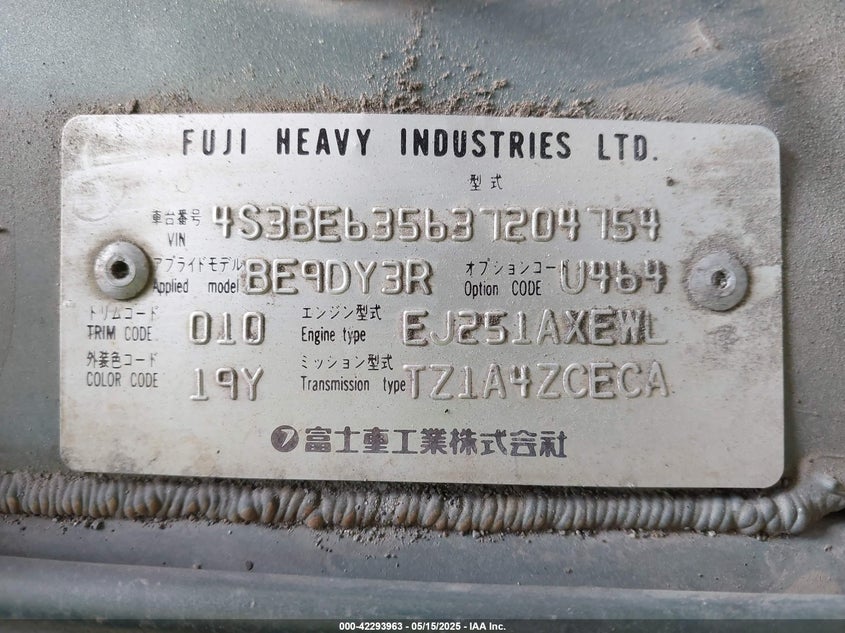 FUJI HEAVY INDUSTRIES LTD.
型式
車台番号 VIN 4S3BE635637204754
アプライドモデル Applied model BE9DY3R オプションコード Option CODE U464
トリムコード TRIM CODE 010 エンジン型式 Engine type EJ251AXEWL
外装色コード COLOR CODE 19Y ミッション型式 Transmission type TZ1A4ZCECA
富士重工業株式会社
000-42293963 - 05/15/2025 - IAA Inc.